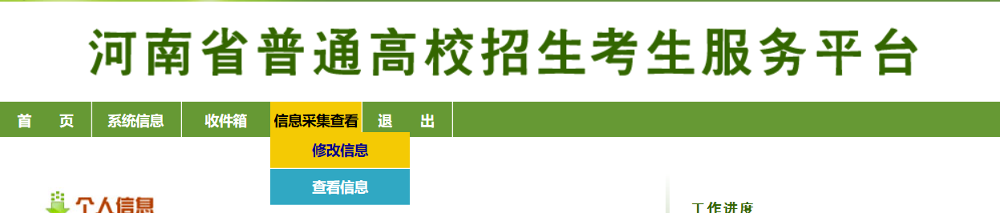 河南省普通高校招生考生服务平台
首 页 系统信息 收件箱 信息采集查看 退 出
修改信息
查看信息
个人信息
工作进度